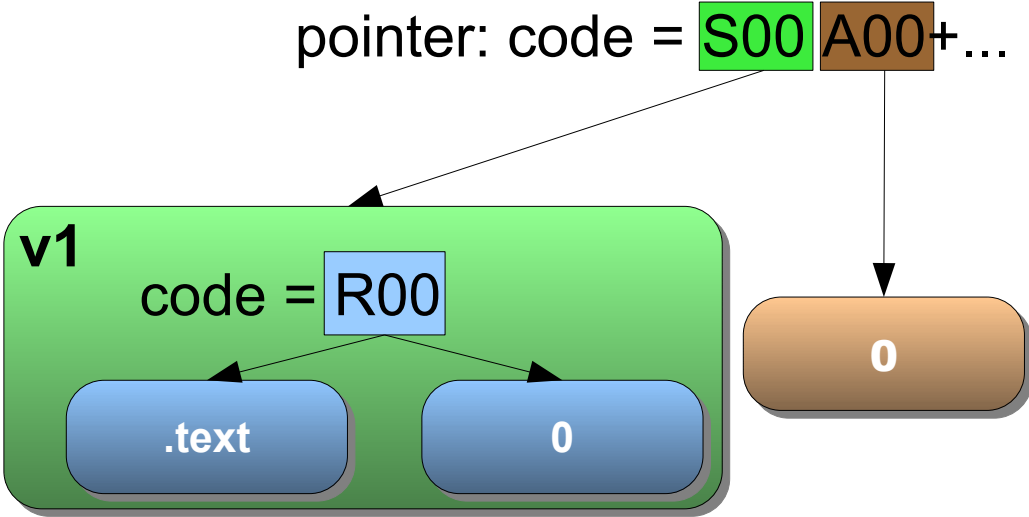 pointer: code = S00 A00+...
v1
code = R00
0
.text 0